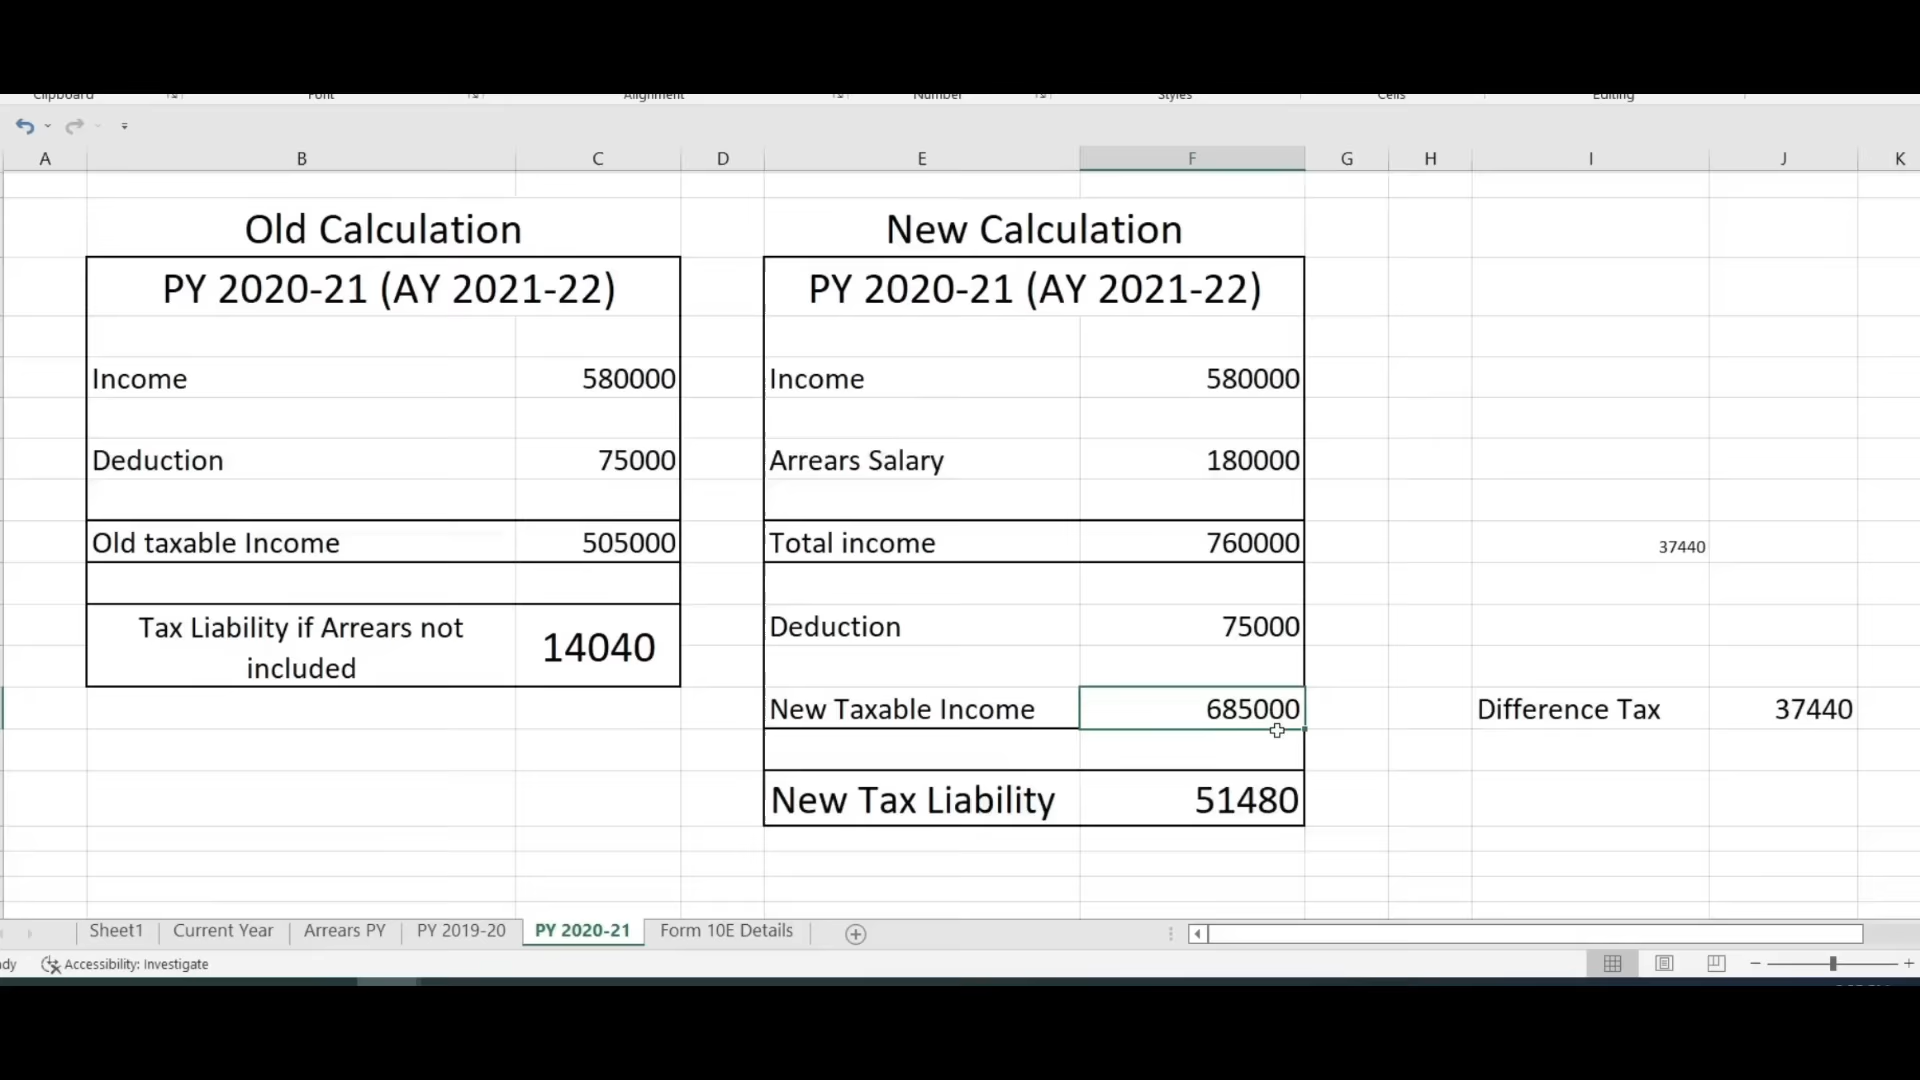 Clipboard Font Alignment Number Styles Cells Editing
A B C D E F G H I J K
Old Calculation New Calculation
PY 2020-21 (AY 2021-22) PY 2020-21 (AY 2021-22)
Income 580000 Income 580000
Deduction 75000 Arrears Salary 180000
Old taxable Income 505000 Total income 760000 37440
Tax Liability if Arrears not
included 14040
Deduction 75000
New Taxable Income 685000 Difference Tax 37440
New Tax Liability 51480
Sheet1 Current Year Arrears PY PY 2019-20 PY 2020-21 Form 10E Details
dy Accessibility: Investigate